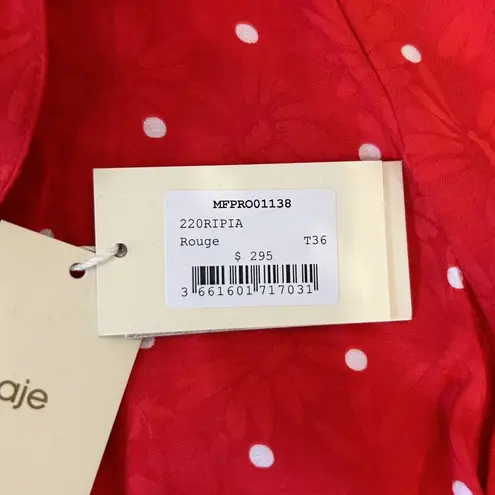 MFPRO01138
220RIPIA
Rouge T36
$ 295
3 661601 717031
aje